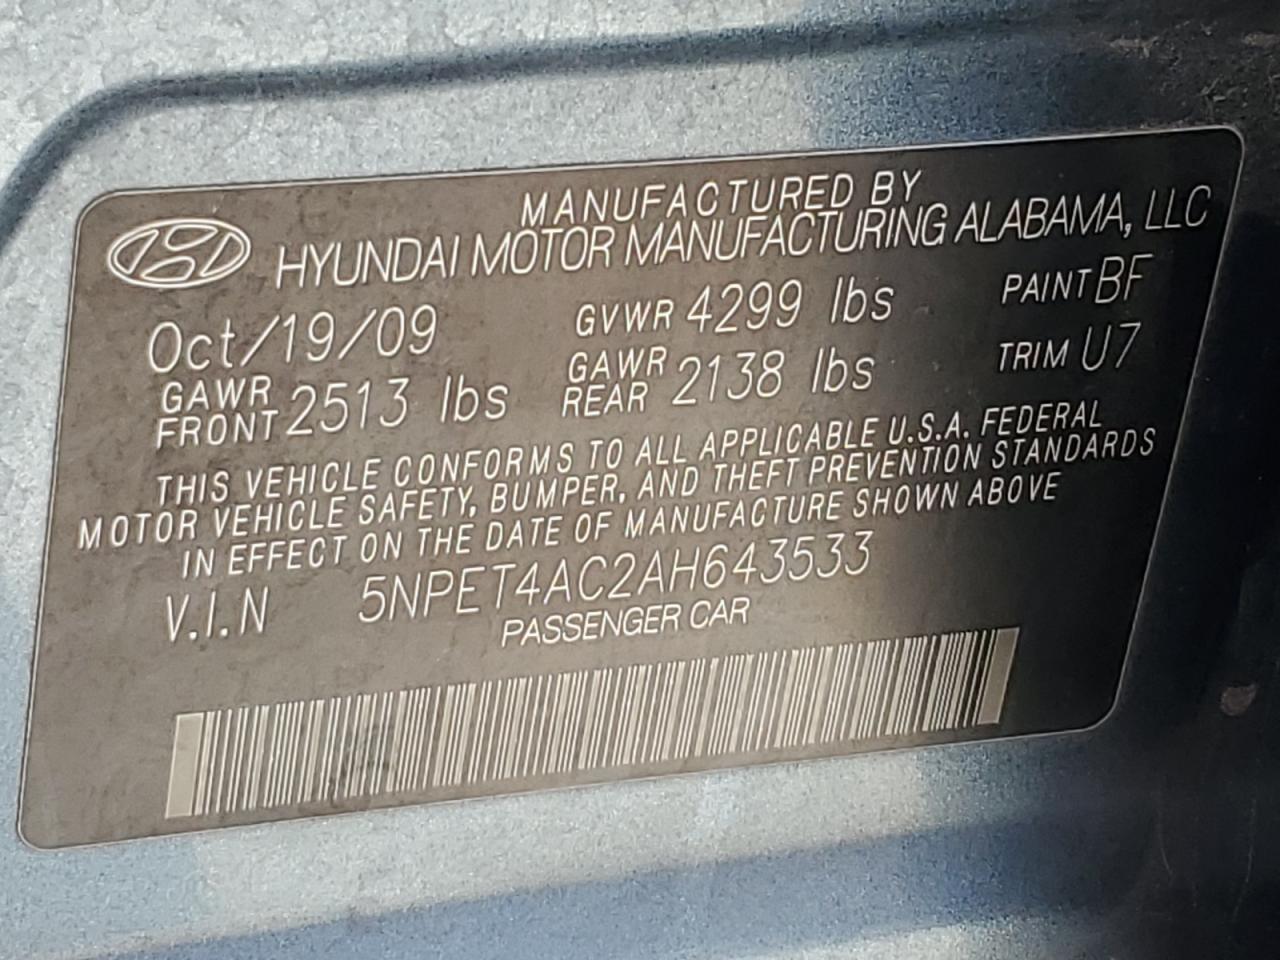 MANUFACTURED BY
HYUNDAI MOTOR MANUFACTURING ALABAMA, LLC
Oct/19/09 GVWR 4299 lbs PAINT BF
GAWR FRONT 2513 lbs GAWR REAR 2138 lbs TRIM U7
THIS VEHICLE CONFORMS TO ALL APPLICABLE U.S.A. FEDERAL
MOTOR VEHICLE SAFETY, BUMPER, AND THEFT PREVENTION STANDARDS
IN EFFECT ON THE DATE OF MANUFACTURE SHOWN ABOVE
V.I.N 5NPET4AC2AH643533
PASSENGER CAR